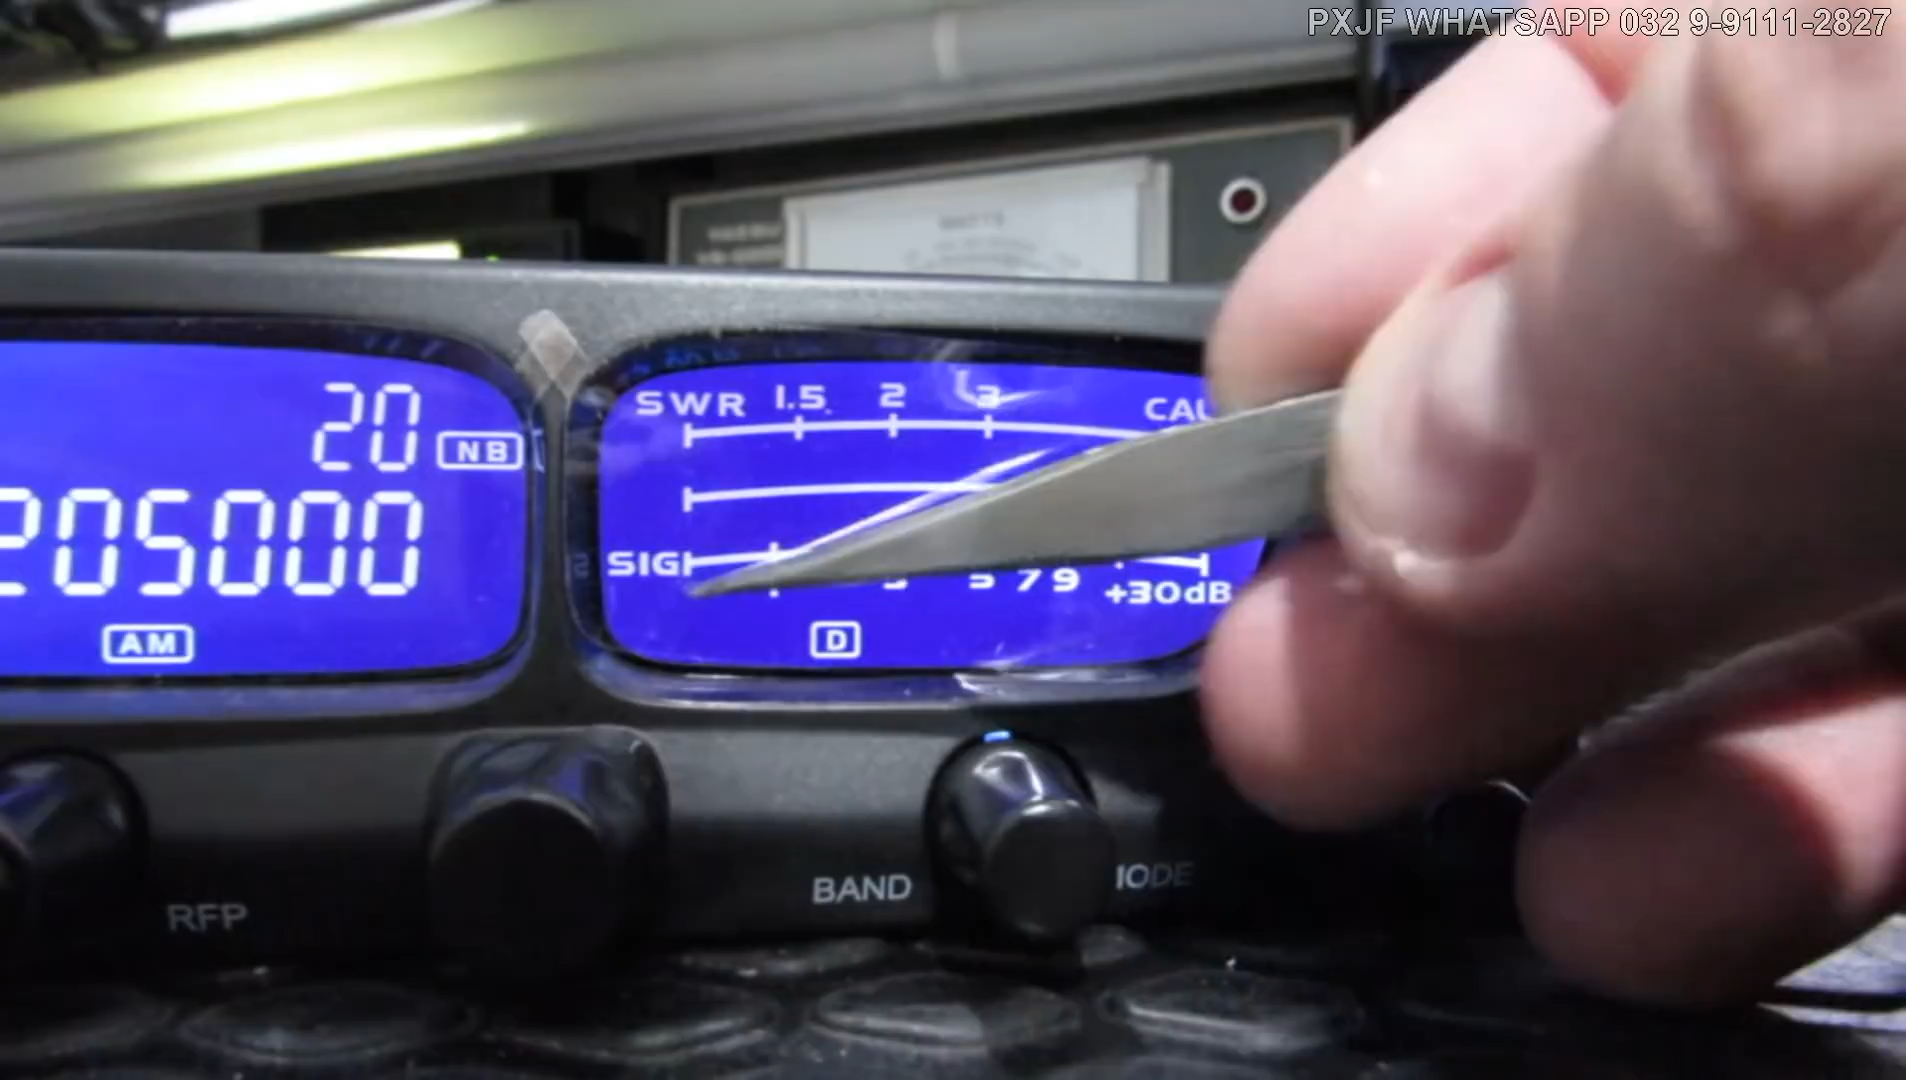 PXJF WHATSAPP 032 9-9111-2827
WATTS
20
NB
205000
AM
SWR 1.5 2 3
SIG 5 7 9
+30dB
D
RFP
BAND